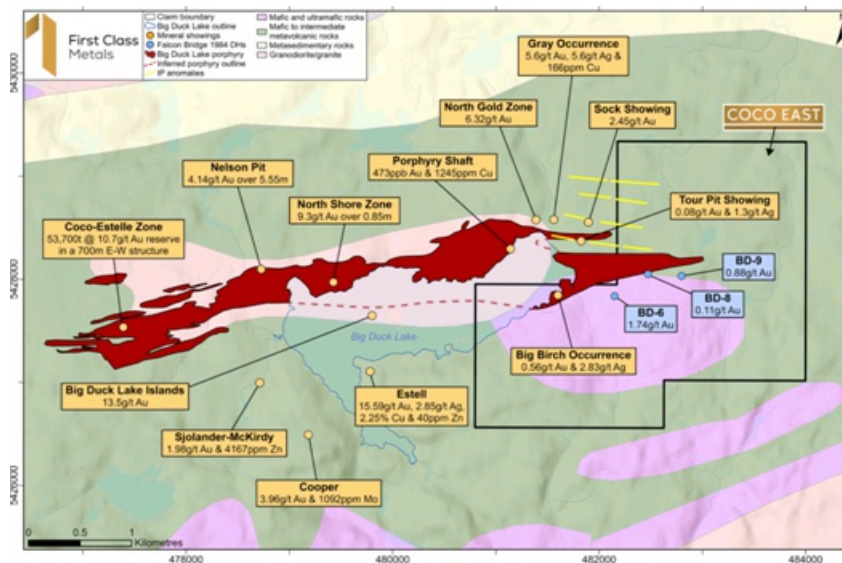 First Class
Metals
Claim boundary
Big Duck Lake outline
Mineral showings
Falcon Bridge 1984 DHs
Big Duck Lake porphyry
Inferred porphyry outline
IP anomalies
Mafic and ultramafic rocks
Mafic to intermediate
metavolcanic rocks
Metasedimentary rocks
Granodiorite/granite
Gray Occurrence
5.6g/t Au, 5.6g/t Ag &
166ppm Cu
North Gold Zone
6.32g/t Au
Sock Showing
2.45g/t Au
COCO EAST
Porphyry Shaft
473ppb Au & 1245ppm Cu
Nelson Pit
4.14g/t Au over 5.55m
North Shore Zone
9.3g/t Au over 0.85m
Tour Pit Showing
0.08g/t Au & 1.3g/t Ag
Coco-Estelle Zone
53,700t @ 10.7g/t Au reserve
in a 700m E-W structure
BD-9
0.88g/t Au
BD-8
0.11g/t Au
BD-6
1.74g/t Au
Big Duck Lake
Big Birch Occurrence
0.56g/t Au & 2.83g/t Ag
Big Duck Lake Islands
13.5g/t Au
Estell
15.59g/t Au, 2.85g/t Ag,
2.25% Cu & 40ppm Zn
Sjolander-McKirdy
1.98g/t Au & 4167ppm Zn
Cooper
3.96g/t Au & 1092ppm Mo
5430000
5428000
5426000
0 0.5 1
Kilometres
478000 480000 482000 484000